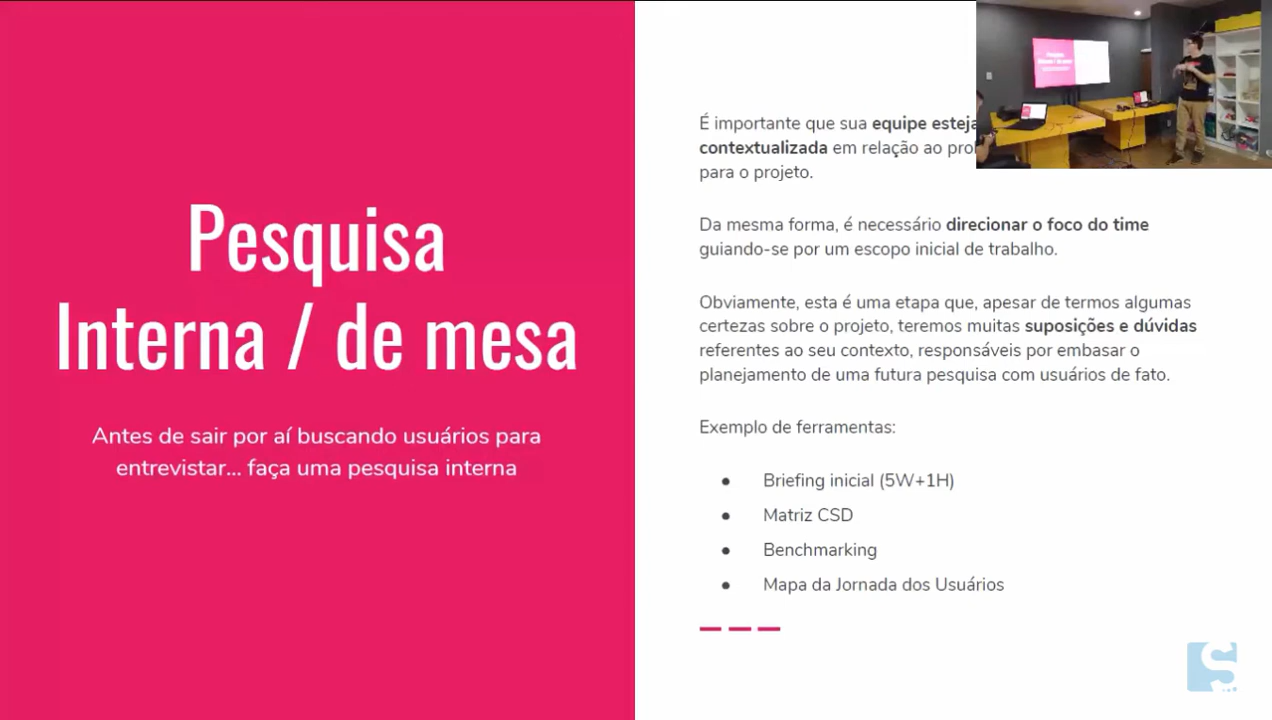 Pesquisa
Interna / de mesa
Antes de sair por aí buscando usuários para
entrevistar... faça uma pesquisa interna
É importante que sua equipe esteja
contextualizada em relação ao
para o projeto.
Da mesma forma, é necessário direcionar o foco do time
guiando-se por um escopo inicial de trabalho.
Obviamente, esta é uma etapa que, apesar de termos algumas
certezas sobre o projeto, teremos muitas suposições e dúvidas
referentes ao seu contexto, responsáveis por embasar o
planejamento de uma futura pesquisa com usuários de fato.
Exemplo de ferramentas:
● Briefing inicial (5W+1H)
● Matriz CSD
● Benchmarking
● Mapa da Jornada dos Usuários
S